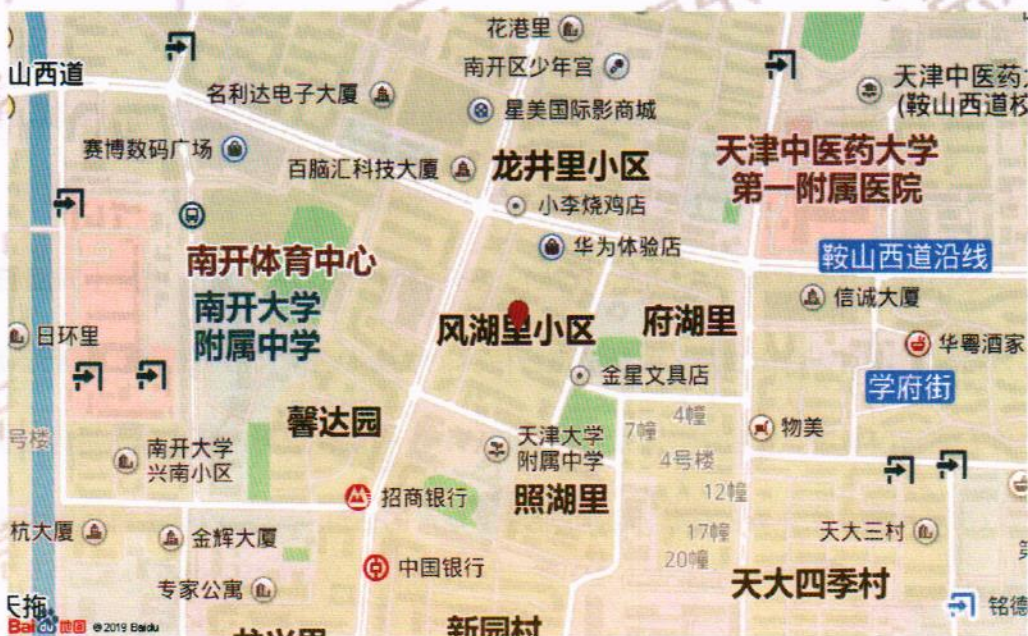 花港里
山西道
南开区少年宫
天津中医药
(鞍山西道校
名利达电子大厦
星美国际影商城
赛博数码广场
百脑汇科技大厦
龙井里小区
天津中医药大学
第一附属医院
小李烧鸡店
华为体验店
南开体育中心
鞍山西道沿线
南开大学
附属中学
信诚大厦
日环里
风湖里小区
府湖里
华粤酒家
金星文具店
学府街
馨达园
4幢
7幢
物美
号楼
南开大学
兴南小区
天津大学
附属中学
4号楼
招商银行
照湖里
12幢
杭大厦
金辉大厦
17幢
天大三村
20幢
中国银行
专家公寓
天大四季村
天拖
铭德
Bai du 地图 © 2019 Baidu
新园村